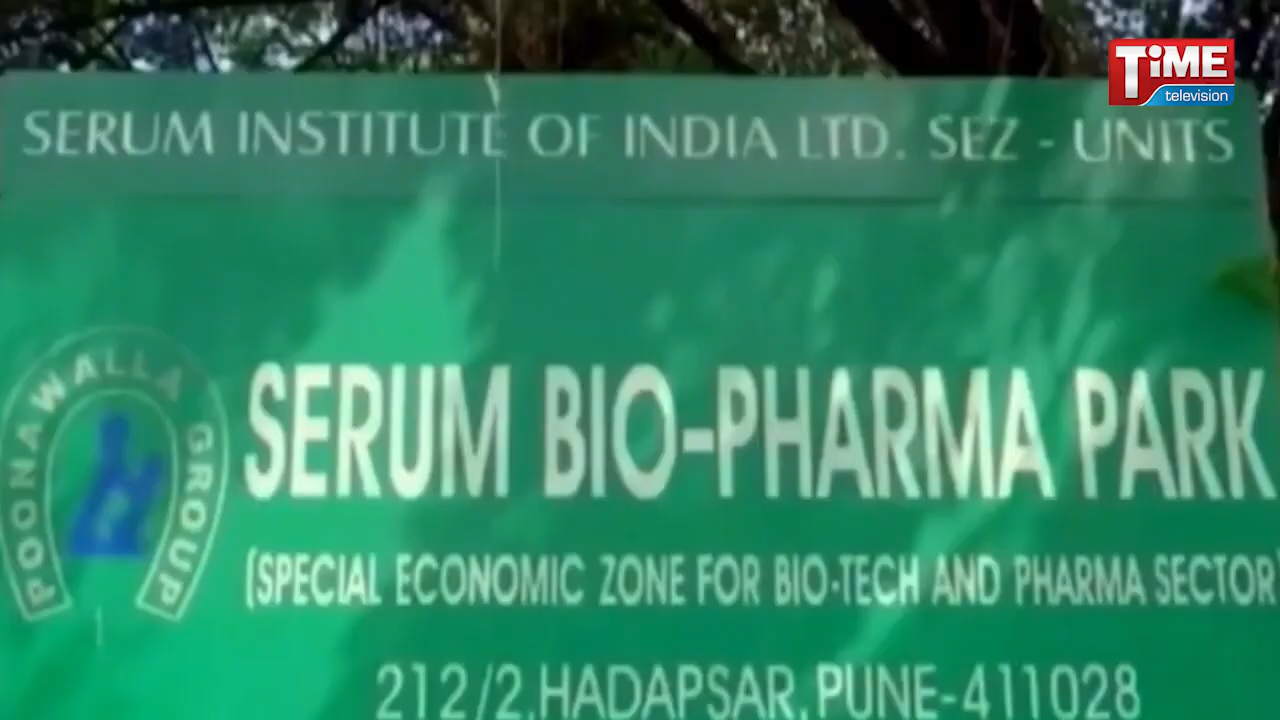 TiME
television
SERUM INSTITUTE OF INDIA LTD. SEZ - UNITS
POONAWALLA GROUP
SERUM BIO-PHARMA PARK
(SPECIAL ECONOMIC ZONE FOR BIO-TECH AND PHARMA SECTOR)
212/2, HADAPSAR, PUNE-411028